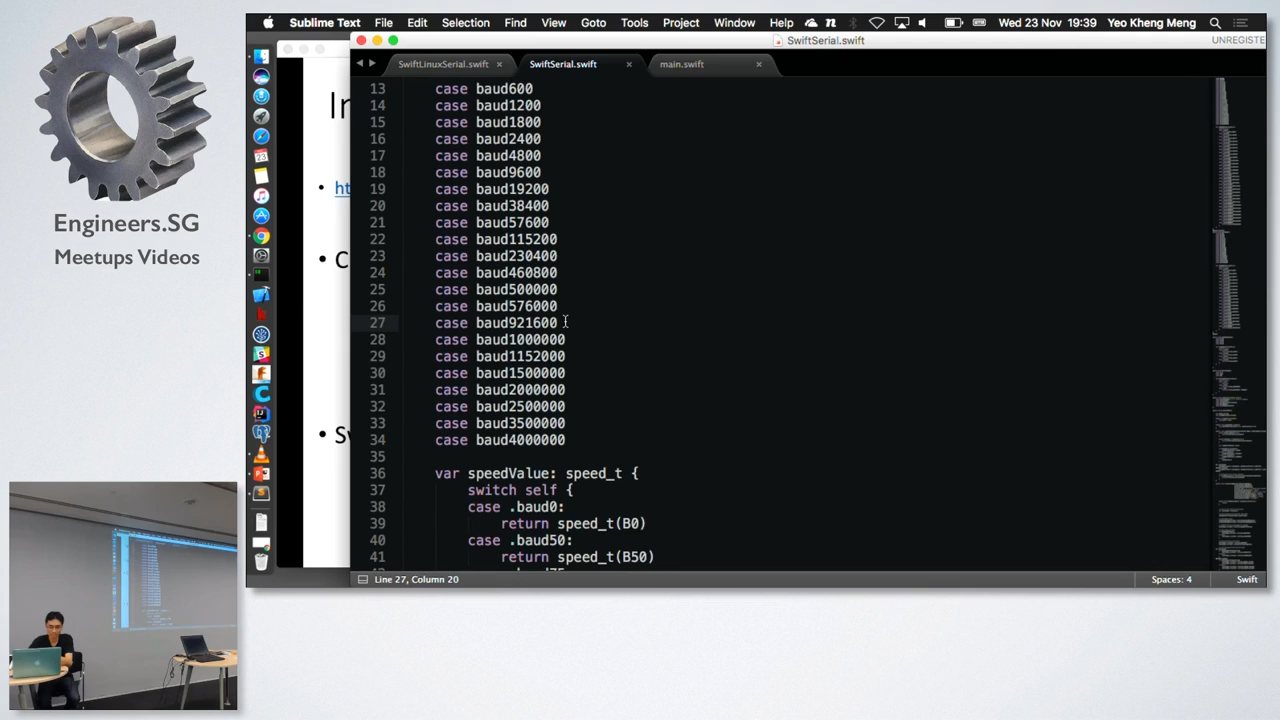 Sublime Text File Edit Selection Find View Goto Tools Project Window Help Wed 23 Nov 19:39 Yeo Kheng Meng
SwiftSerial.swift
UNREGISTE
SwiftLinuxSerial.swift SwiftSerial.swift main.swift
13 case baud600
14 case baud1200
15 case baud1800
16 case baud2400
17 case baud4800
18 case baud9600
19 case baud19200
20 case baud38400
21 case baud57600
22 case baud115200
23 case baud230400
24 case baud460800
25 case baud500000
26 case baud576000
27 case baud921600
28 case baud1000000
29 case baud1152000
30 case baud1500000
31 case baud2000000
32 case baud2500000
33 case baud3500000
34 case baud4000000
35
36 var speedValue: speed_t {
37 switch self {
38 case .baud0:
39 return speed_t(B0)
40 case .baud50:
41 return speed_t(B50)
Line 27, Column 20
Spaces: 4
Swift
In
• ht
• C
• Sw
Engineers.SG
Meetups Videos